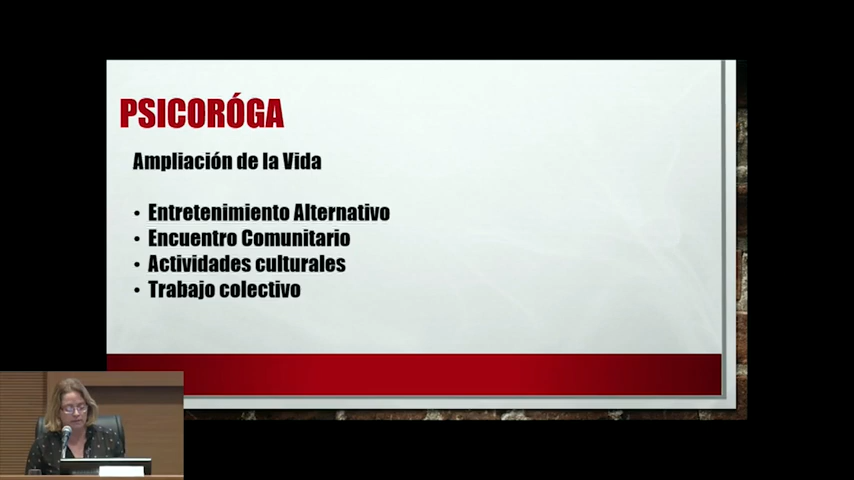 PSICORÓGA
Ampliación de la Vida
• Entretenimiento Alternativo
• Encuentro Comunitario
• Actividades culturales
• Trabajo colectivo